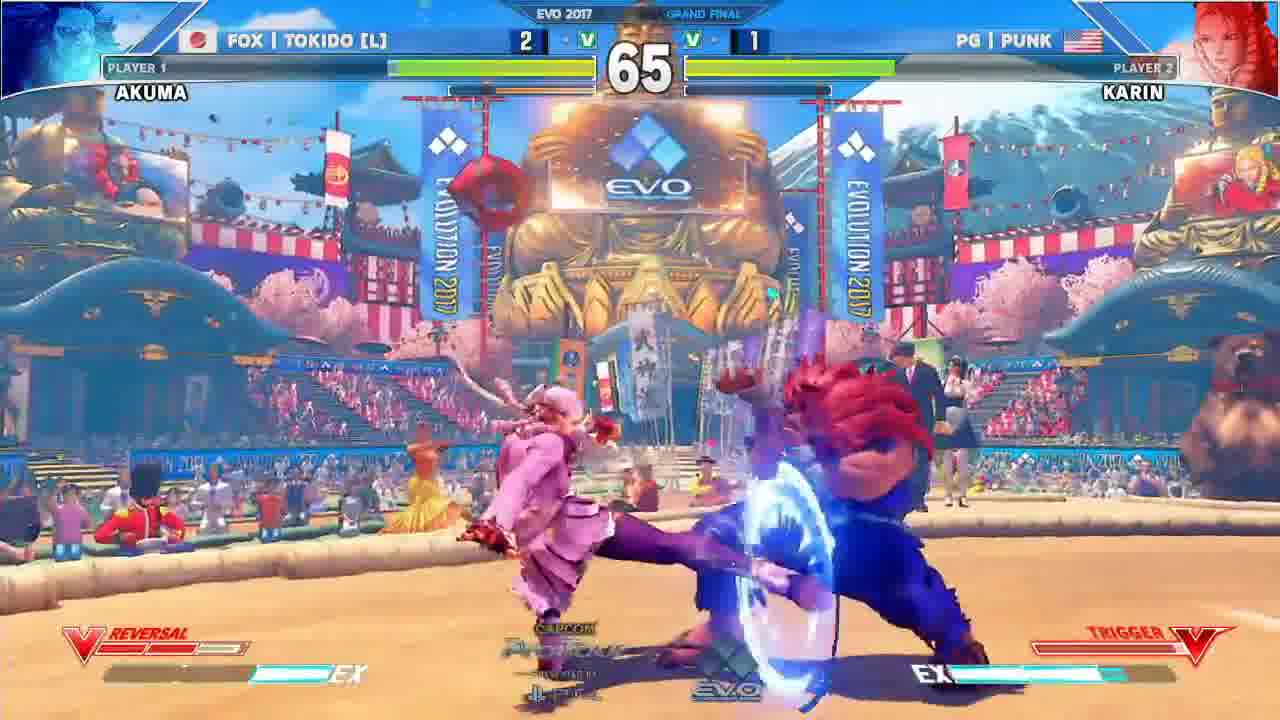 EVO 2017 GRAND FINAL
FOX | TOKIDO [L] 2 V 65 V 1 PG | PUNK
PLAYER 1 PLAYER 2
AKUMA KARIN
EVO
EVOLUTION 2017
EVOLUTION 2017
REVERSAL TRIGGER
EX EX
CAPCOM
EVO